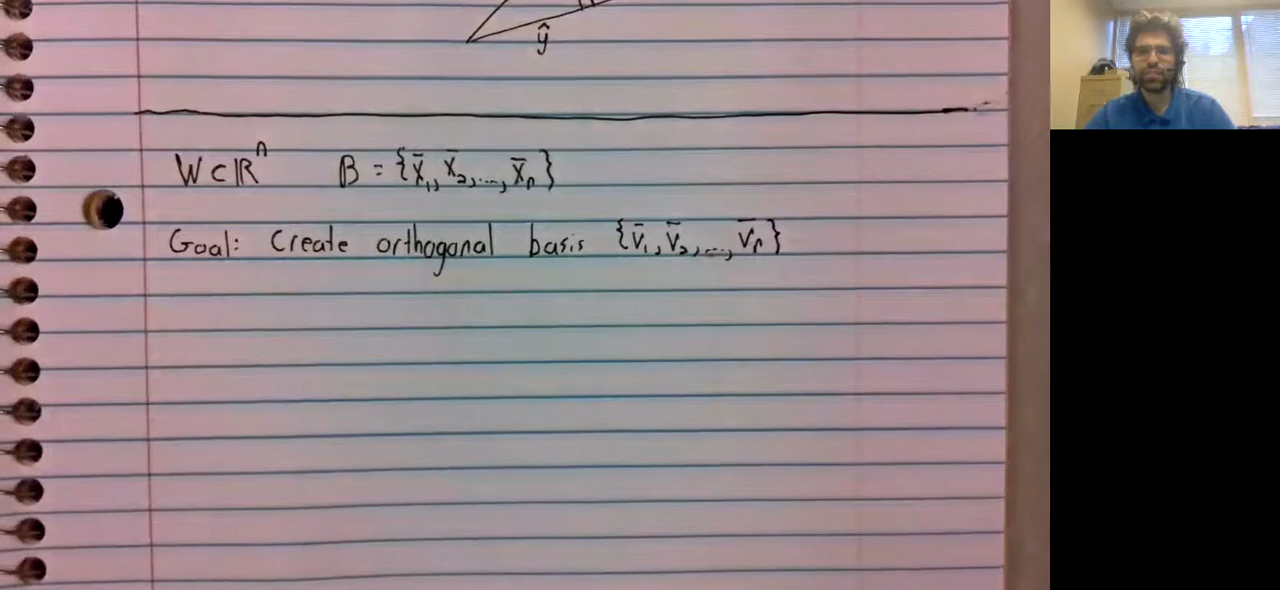 ŷ
W ⊂ ℝⁿ B = {x̄₁, x̄₂, ..., x̄ₙ}
Goal: Create orthogonal basis {v̄₁, v̄₂, ..., v̄ₙ}